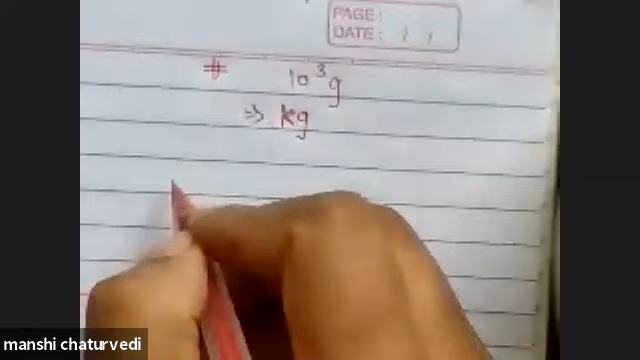 PAGE:
DATE: / /
# 10³g
⇒ kg
manshi chaturvedi